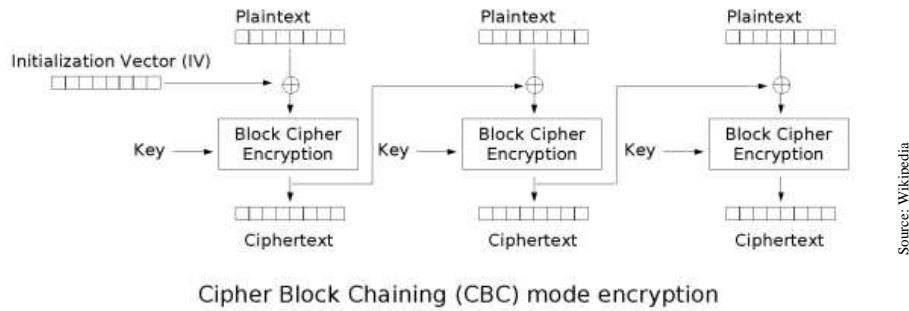 Plaintext
Plaintext
Plaintext
Initialization Vector (IV)
Key
Block Cipher
Encryption
Key
Block Cipher
Encryption
Key
Block Cipher
Encryption
Ciphertext
Ciphertext
Ciphertext
Source: Wikipedia
Cipher Block Chaining (CBC) mode encryption